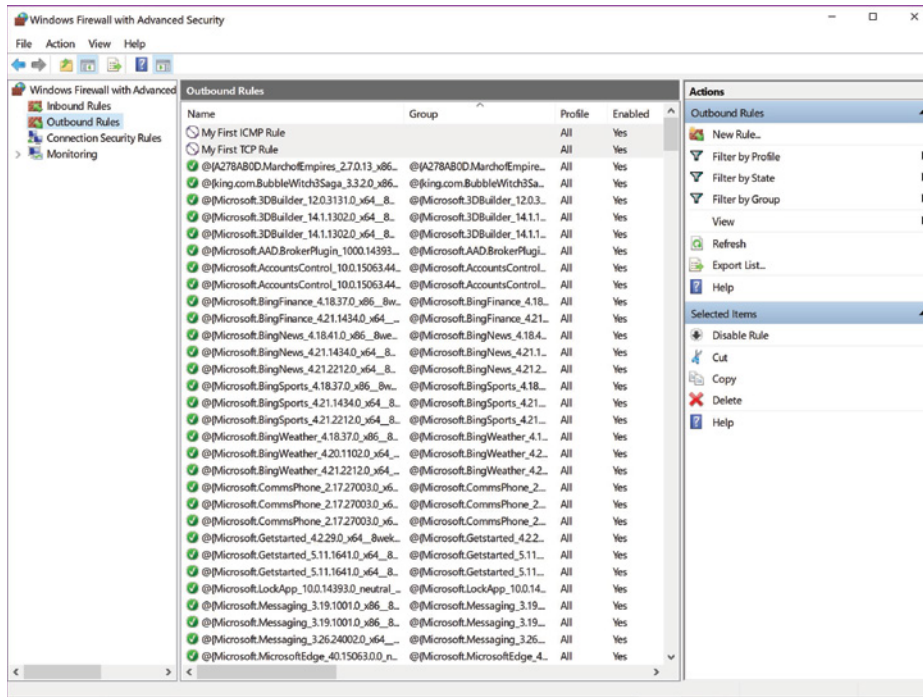 Windows Firewall with Advanced Security
File Action View Help
Windows Firewall with Advanced
Inbound Rules
Outbound Rules
Connection Security Rules
Monitoring
Outbound Rules
Name Group Profile Enabled
My First ICMP Rule All Yes
My First TCP Rule All Yes
@{A278AB0D.MarchofEmpires_2.7.0.13_x86... @{A278AB0D.MarchofEmpire... All Yes
@{king.com.BubbleWitch3Saga_3.3.2.0_x86... @{king.com.BubbleWitch3Sa... All Yes
@{Microsoft.3DBuilder_12.0.3131.0_x64__8... @{Microsoft.3DBuilder_12.0.3... All Yes
@{Microsoft.3DBuilder_14.1.1302.0_x64__8... @{Microsoft.3DBuilder_14.1.1... All Yes
@{Microsoft.3DBuilder_14.1.1302.0_x64__8... @{Microsoft.3DBuilder_14.1.1... All Yes
@{Microsoft.AAD.BrokerPlugin_1000.14393.... @{Microsoft.AAD.BrokerPlugi... All Yes
@{Microsoft.AccountsControl_10.0.15063.44... @{Microsoft.AccountsControl... All Yes
@{Microsoft.AccountsControl_10.0.15063.44... @{Microsoft.AccountsControl... All Yes
@{Microsoft.BingFinance_4.18.37.0_x86__8w... @{Microsoft.BingFinance_4.18... All Yes
@{Microsoft.BingFinance_4.21.1434.0_x64__... @{Microsoft.BingFinance_4.21... All Yes
@{Microsoft.BingNews_4.18.41.0_x86__8we... @{Microsoft.BingNews_4.18.4... All Yes
@{Microsoft.BingNews_4.21.1434.0_x64__8... @{Microsoft.BingNews_4.21.1... All Yes
@{Microsoft.BingNews_4.21.2212.0_x64__8... @{Microsoft.BingNews_4.21.2... All Yes
@{Microsoft.BingSports_4.18.37.0_x86__8w... @{Microsoft.BingSports_4.18... All Yes
@{Microsoft.BingSports_4.21.1434.0_x64__8... @{Microsoft.BingSports_4.21... All Yes
@{Microsoft.BingSports_4.21.2212.0_x64__8... @{Microsoft.BingSports_4.21... All Yes
@{Microsoft.BingWeather_4.18.37.0_x86__8... @{Microsoft.BingWeather_4.1... All Yes
@{Microsoft.BingWeather_4.20.1102.0_x64_... @{Microsoft.BingWeather_4.2... All Yes
@{Microsoft.BingWeather_4.21.2212.0_x64_... @{Microsoft.BingWeather_4.2... All Yes
@{Microsoft.CommsPhone_2.17.27003.0_x6... @{Microsoft.CommsPhone_2.... All Yes
@{Microsoft.CommsPhone_2.17.27003.0_x6... @{Microsoft.CommsPhone_2.... All Yes
@{Microsoft.CommsPhone_2.17.27003.0_x6... @{Microsoft.CommsPhone_2.... All Yes
@{Microsoft.Getstarted_4.2.29.0_x64__8wek... @{Microsoft.Getstarted_4.2.2... All Yes
@{Microsoft.Getstarted_5.11.1641.0_x64__8... @{Microsoft.Getstarted_5.11.... All Yes
@{Microsoft.Getstarted_5.11.1641.0_x64__8... @{Microsoft.Getstarted_5.11.... All Yes
@{Microsoft.LockApp_10.0.14393.0_neutral_... @{Microsoft.LockApp_10.0.14... All Yes
@{Microsoft.Messaging_3.19.1001.0_x86__8... @{Microsoft.Messaging_3.19.... All Yes
@{Microsoft.Messaging_3.19.1001.0_x86__8... @{Microsoft.Messaging_3.19.... All Yes
@{Microsoft.Messaging_3.26.24002.0_x64__... @{Microsoft.Messaging_3.26.... All Yes
@{Microsoft.MicrosoftEdge_40.15063.0.0_n... @{Microsoft.MicrosoftEdge_4... All Yes
Actions
Outbound Rules
New Rule...
Filter by Profile
Filter by State
Filter by Group
View
Refresh
Export List...
Help
Selected Items
Disable Rule
Cut
Copy
Delete
Help